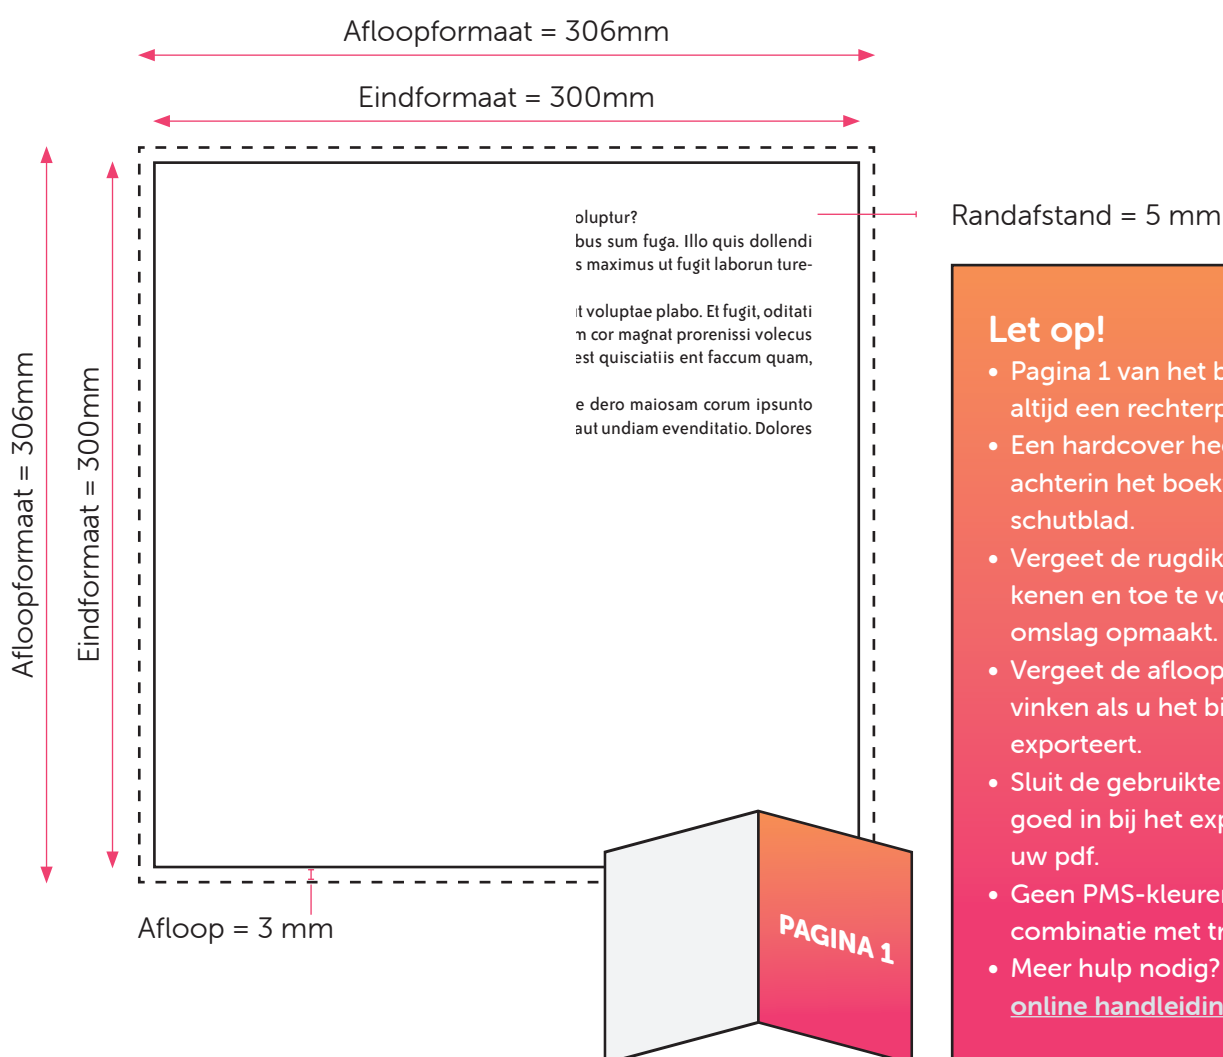 Afloopformaat = 306mm
Eindformaat = 300mm
Afloopformaat = 306mm
Eindformaat = 300mm
oluptur?
bus sum fuga. Illo quis dollendi
s maximus ut fugit laborun ture-
t voluptae plabo. Et fugit, oditati
m cor magnat prorenissi volecus
est quisciatiis ent faccum quam,
e dero maiosam corum ipsunto
aut undiam evenditatio. Dolores
Randafstand = 5 mm
Afloop = 3 mm
PAGINA 1
Let op!
• Pagina 1 van het b
altijd een rechterp
• Een hardcover hee
achterin het boek
schutblad.
• Vergeet de rugdik
kenen en toe te vo
omslag opmaakt.
• Vergeet de afloop
vinken als u het bi
exporteert.
• Sluit de gebruikte
goed in bij het exp
uw pdf.
• Geen PMS-kleuren
combinatie met tr
• Meer hulp nodig?
online handleidin